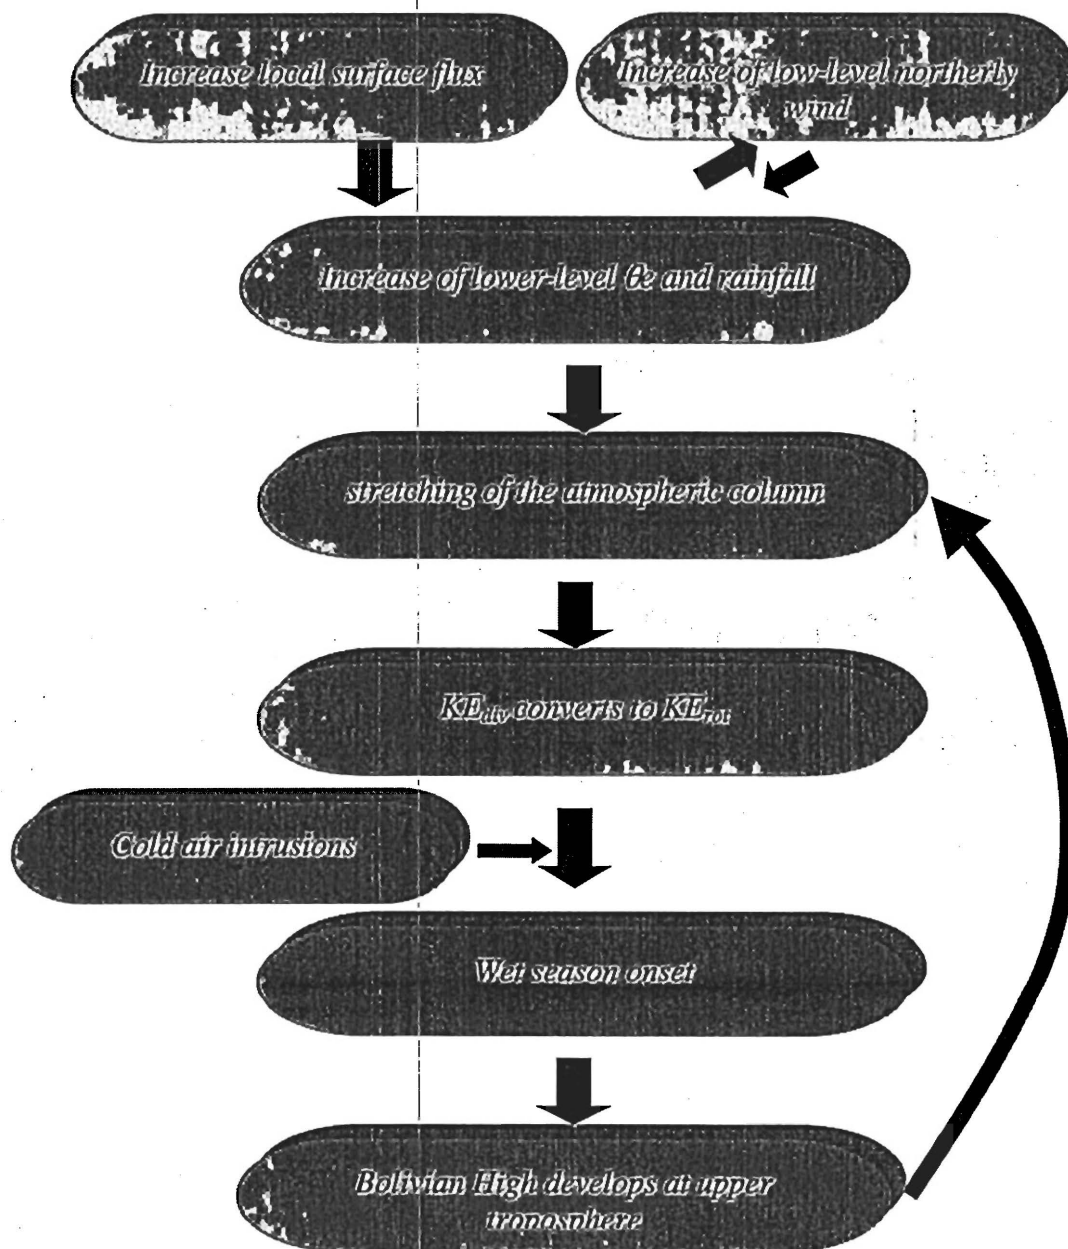 Increase local surface flux
Increase of low-level northerly
wind
Increase of lower-level θe and rainfall
stretching of the atmospheric column
KEdiv converts to KErot
Cold air intrusions
Wet season onset
Bolivian High develops at upper
troposphere